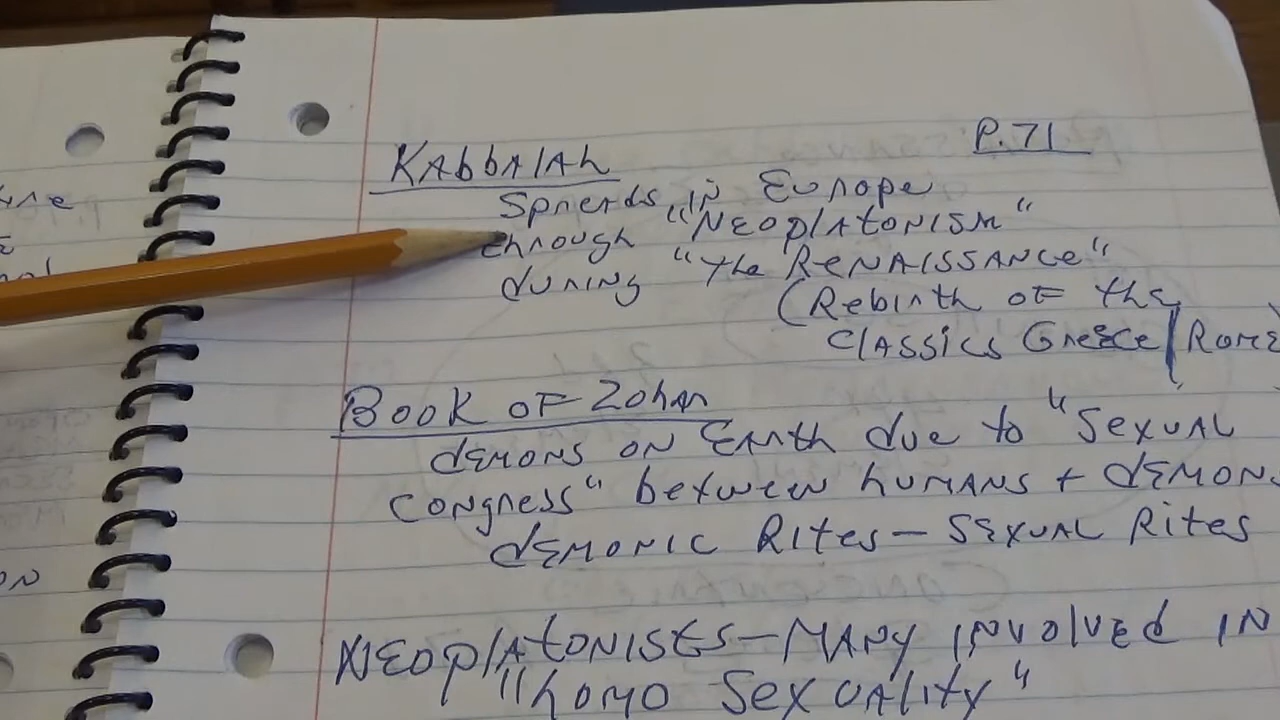 P.71
KAbbAlAh
Spreads in Europe
through "NEOplAtONISM"
during "the RENAISSANCE"
(Rebirth of the
ClASSiCS Greece/Rome
BOOK OF Zohar
dEMONS ON EArth due to "SEXUAL
CONgress" between hUMANS + dEMON
dEMONIC RitES - SEXUAL RitES
NEOplAtONISTS - MANy INVOlVEd IN
"hOMO SEXUAlity"
ON